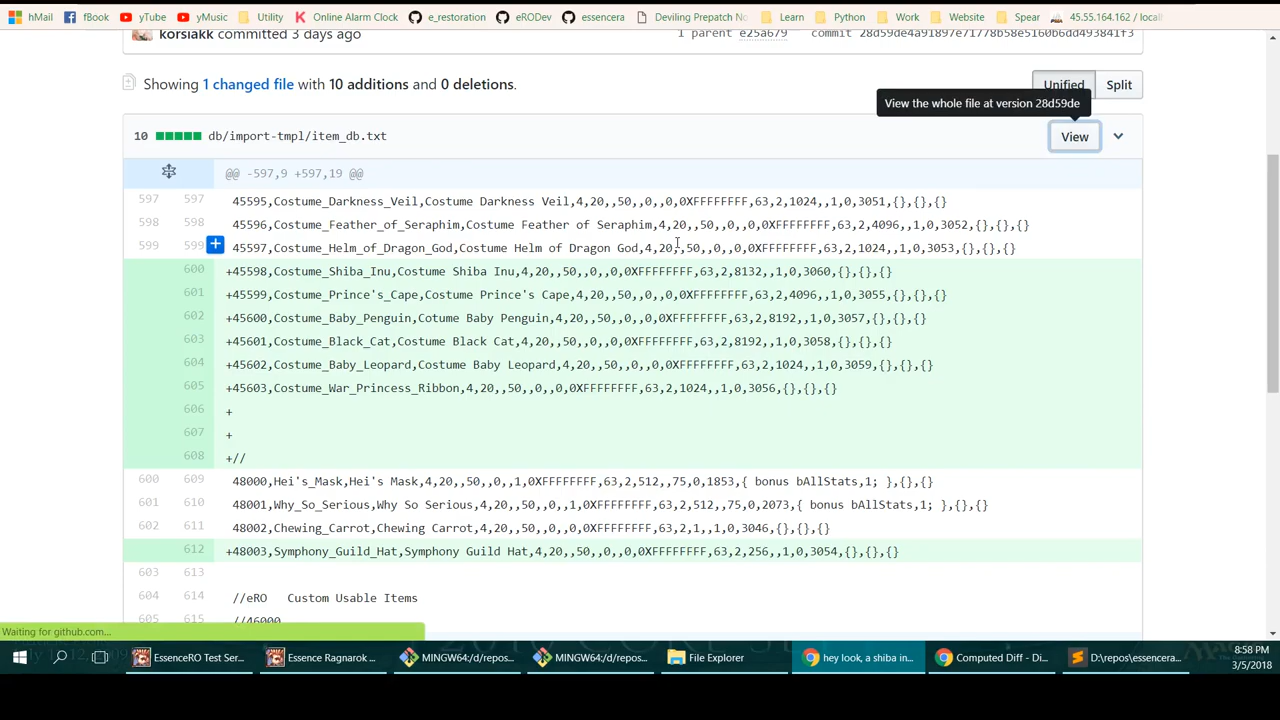 hMail fBook yTube yMusic Utility Online Alarm Clock e_restoration eRODev essencera Deviling Prepatch No Learn Python Work Website Spear 45.55.164.162 / local
korsiakk committed 3 days ago 1 parent e25a679 commit 28d59de4a91897e71778b58e5160b6dd493841f3
Showing 1 changed file with 10 additions and 0 deletions. Unified Split
View the whole file at version 28d59de
10 db/import-tmpl/item_db.txt View
@@ -597,9 +597,19 @@
597 597 45595,Costume_Darkness_Veil,Costume Darkness Veil,4,20,,50,,0,,0,0XFFFFFFFF,63,2,1024,,1,0,3051,{},{},{}
598 598 45596,Costume_Feather_of_Seraphim,Costume Feather of Seraphim,4,20,,50,,0,,0,0XFFFFFFFF,63,2,4096,,1,0,3052,{},{},{}
599 599 45597,Costume_Helm_of_Dragon_God,Costume Helm of Dragon God,4,20,,50,,0,,0,0XFFFFFFFF,63,2,1024,,1,0,3053,{},{},{}
600 +45598,Costume_Shiba_Inu,Costume Shiba Inu,4,20,,50,,0,,0,0XFFFFFFFF,63,2,8132,,1,0,3060,{},{},{}
601 +45599,Costume_Prince's_Cape,Costume Prince's Cape,4,20,,50,,0,,0,0XFFFFFFFF,63,2,4096,,1,0,3055,{},{},{}
602 +45600,Costume_Baby_Penguin,Cotume Baby Penguin,4,20,,50,,0,,0,0XFFFFFFFF,63,2,8192,,1,0,3057,{},{},{}
603 +45601,Costume_Black_Cat,Costume Black Cat,4,20,,50,,0,,0,0XFFFFFFFF,63,2,8192,,1,0,3058,{},{},{}
604 +45602,Costume_Baby_Leopard,Costume Baby Leopard,4,20,,50,,0,,0,0XFFFFFFFF,63,2,1024,,1,0,3059,{},{},{}
605 +45603,Costume_War_Princess_Ribbon,4,20,,50,,0,,0,0XFFFFFFFF,63,2,1024,,1,0,3056,{},{},{}
606 +
607 +
608 +//
600 609 48000,Hei's_Mask,Hei's Mask,4,20,,50,,0,,1,0XFFFFFFFF,63,2,512,,75,0,1853,{ bonus bAllStats,1; },{},{}
601 610 48001,Why_So_Serious,Why So Serious,4,20,,50,,0,,1,0XFFFFFFFF,63,2,512,,75,0,2073,{ bonus bAllStats,1; },{},{}
602 611 48002,Chewing_Carrot,Chewing Carrot,4,20,,50,,0,,0,0XFFFFFFFF,63,2,1,,1,0,3046,{},{},{}
612 +48003,Symphony_Guild_Hat,Symphony Guild Hat,4,20,,50,,0,,0,0XFFFFFFFF,63,2,256,,1,0,3054,{},{},{}
603 613
604 614 //eRO Custom Usable Items
605 615 //46000
Waiting for github.com...
EssenceRO Test Ser... Essence Ragnarok ... MINGW64:/d/repos... MINGW64:/d/repos... File Explorer hey look, a shiba in... Computed Diff - Di... D:\repos\essencera...
8:58 PM
3/5/2018